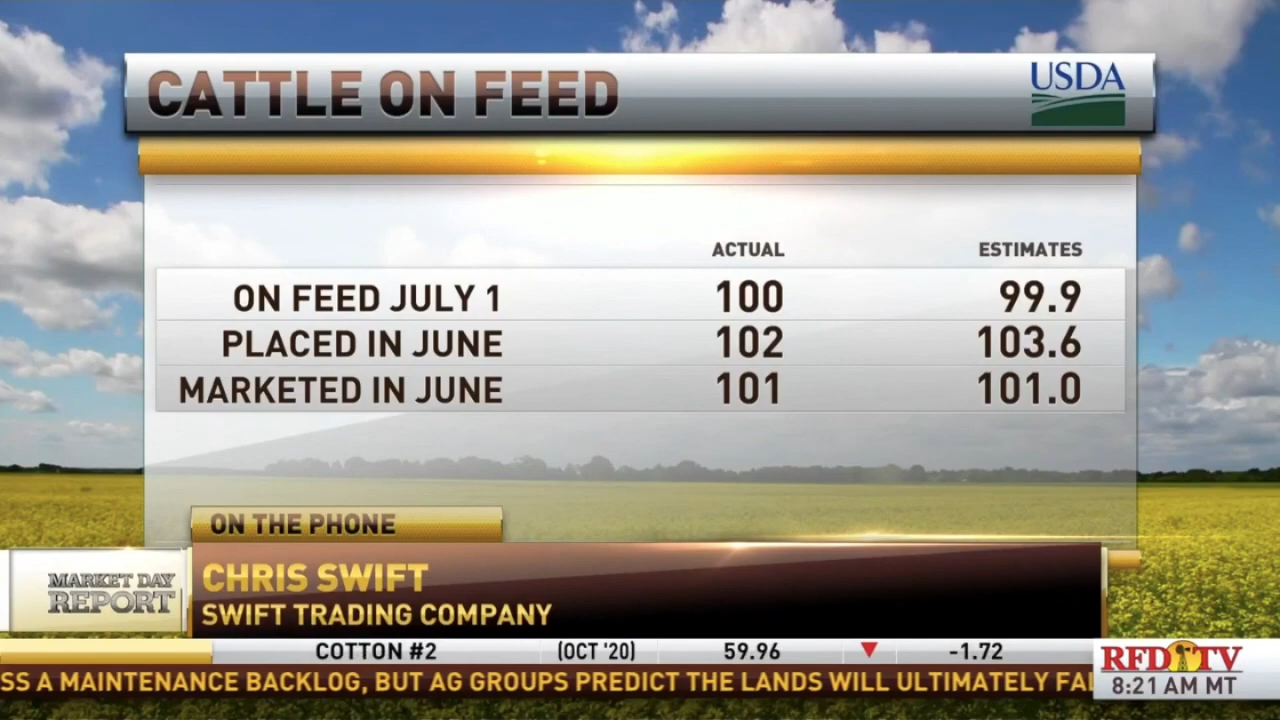 CATTLE ON FEED
USDA
ACTUAL ESTIMATES
ON FEED JULY 1 100 99.9
PLACED IN JUNE 102 103.6
MARKETED IN JUNE 101 101.0
ON THE PHONE
MARKET DAY
REPORT
CHRIS SWIFT
SWIFT TRADING COMPANY
COTTON #2 (OCT '20) 59.96 ▼ -1.72
SS A MAINTENANCE BACKLOG, BUT AG GROUPS PREDICT THE LANDS WILL ULTIMATELY FA
RFD TV
8:21 AM MT